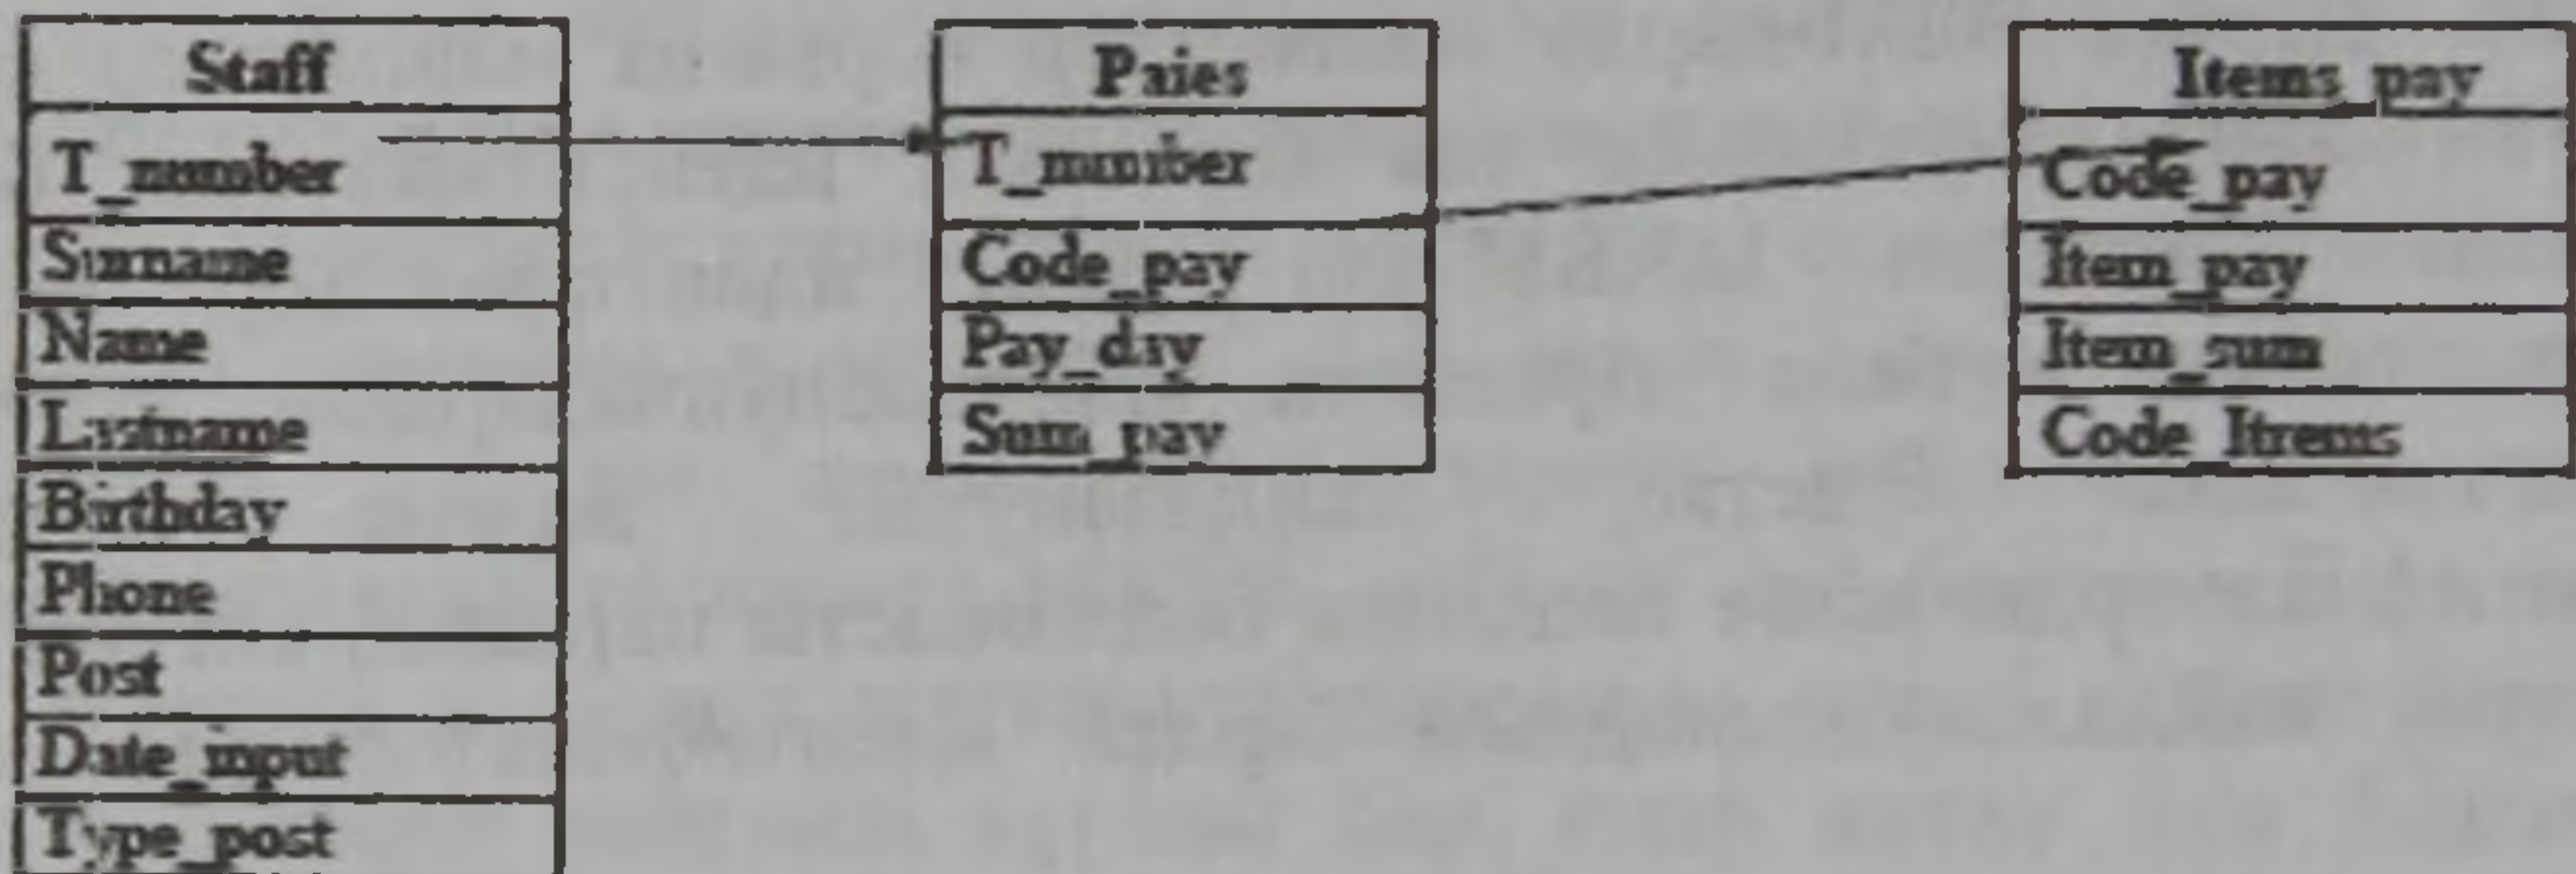 Staff
T_number
Surname
Name
Lastname
Birthday
Phone
Post
Date_input
Type_post
Paies
T_number
Code_pay
Pay_day
Sum_pay
Items_pay
Code_pay
Item_pay
Item_sum
Code_Itrems